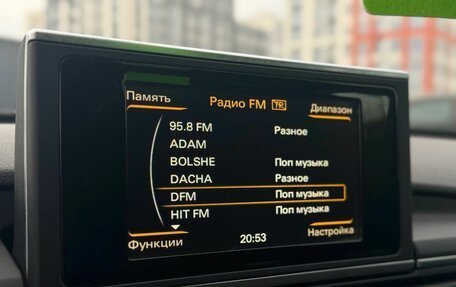 Память Радио FM TP Диапазон
95.8 FM Разное
ADAM
BOLSHE Поп музыка
DACHA Разное
DFM Поп музыка
HIT FM Поп музыка
Функции 20:53 Настройка